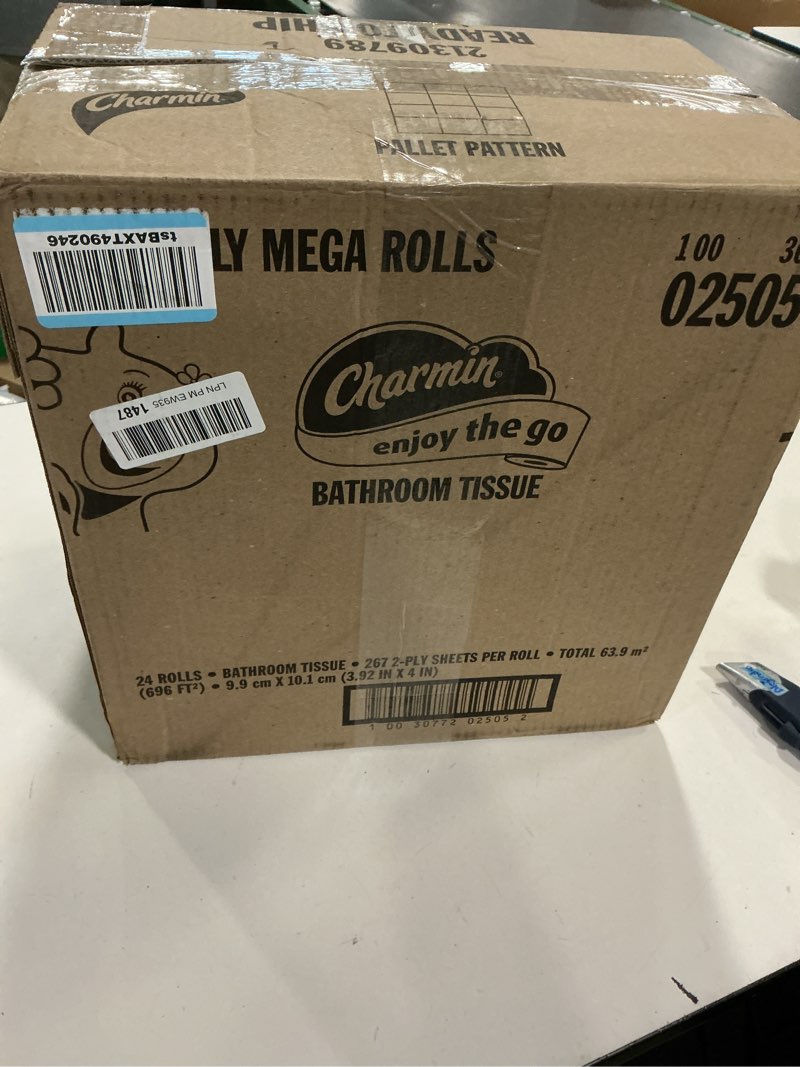 READY TO SHIP
21309789
Charmin
PALLET PATTERN
tsBAXT490246
LY MEGA ROLLS
100 30
02505
LPN PM EW935 1487
Charmin®
enjoy the go
BATHROOM TISSUE
24 ROLLS • BATHROOM TISSUE • 267 2-PLY SHEETS PER ROLL • TOTAL 63.9 m²
(696 FT²) • 9.9 cm X 10.1 cm (3.92 IN X 4 IN)
1 00 30772 02505 2